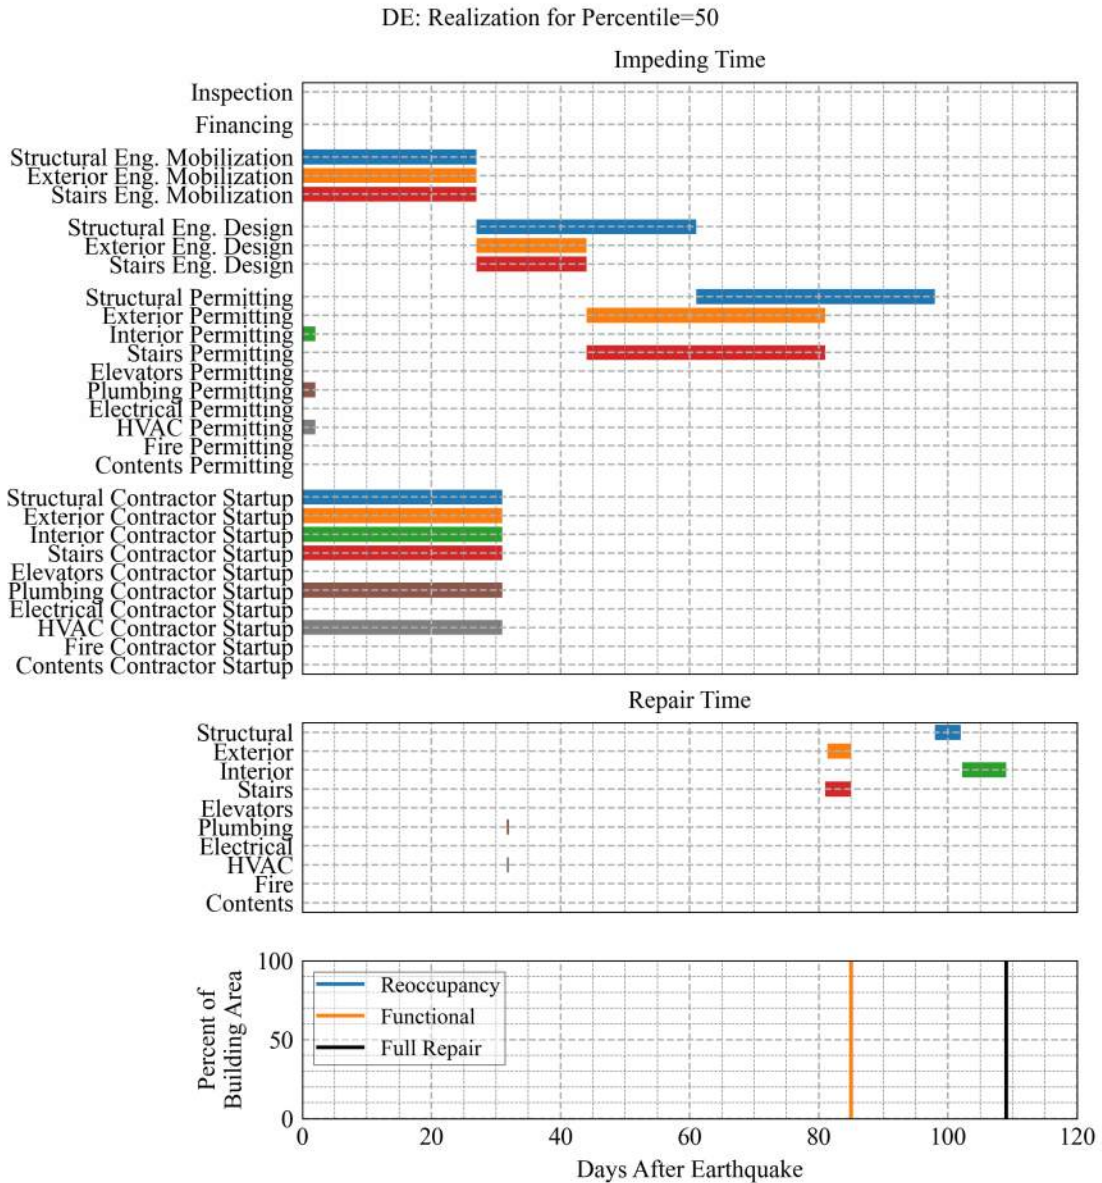 DE: Realization for Percentile=50
Impeding Time
Inspection
Financing
Structural Eng. Mobilization
Exterior Eng. Mobilization
Stairs Eng. Mobilization
Structural Eng. Design
Exterior Eng. Design
Stairs Eng. Design
Structural Permitting
Exterior Permitting
Interior Permitting
Stairs Permitting
Elevators Permitting
Plumbing Permitting
Electrical Permitting
HVAC Permitting
Fire Permitting
Contents Permitting
Structural Contractor Startup
Exterior Contractor Startup
Interior Contractor Startup
Stairs Contractor Startup
Elevators Contractor Startup
Plumbing Contractor Startup
Electrical Contractor Startup
HVAC Contractor Startup
Fire Contractor Startup
Contents Contractor Startup
Repair Time
Structural
Exterior
Interior
Stairs
Elevators
Plumbing
Electrical
HVAC
Fire
Contents
Percent of
Building Area
100
50
0
Reoccupancy
Functional
Full Repair
0 20 40 60 80 100 120
Days After Earthquake